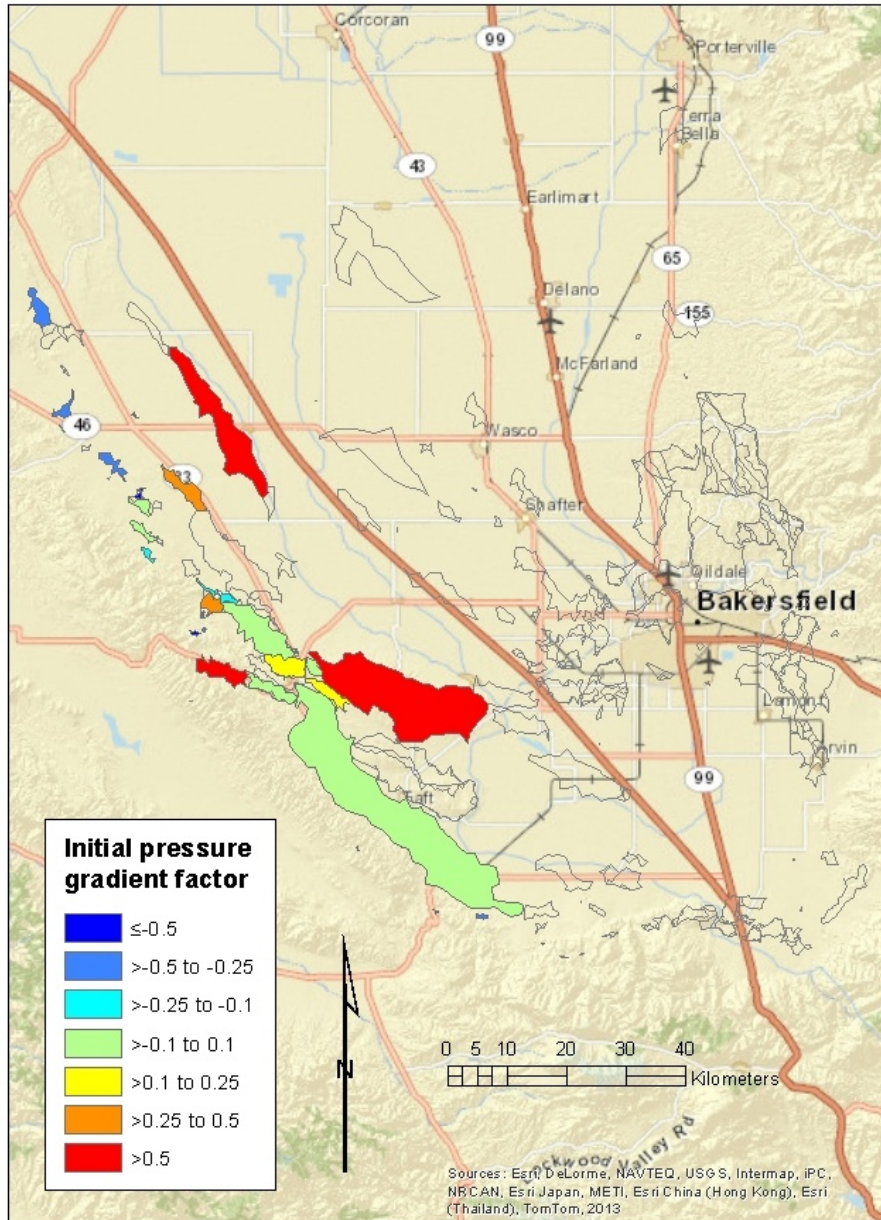 Corcoran
99
Porterville
Terra
Bella
43
Earlimart
65
Delano
155
McFarland
46
Wasco
33
Shafter
Oildale
Bakersfield
Lamont
Arvin
Taft
99
Initial pressure
gradient factor
≤-0.5
>-0.5 to -0.25
>-0.25 to -0.1
>-0.1 to 0.1
>0.1 to 0.25
>0.25 to 0.5
>0.5
N
0 5 10 20 30 40
Kilometers
Lockwood Valley Rd
Sources: Esri, DeLorme, NAVTEQ, USGS, Intermap, iPC,
NRCAN, Esri Japan, METI, Esri China (Hong Kong), Esri
(Thailand), TomTom, 2013